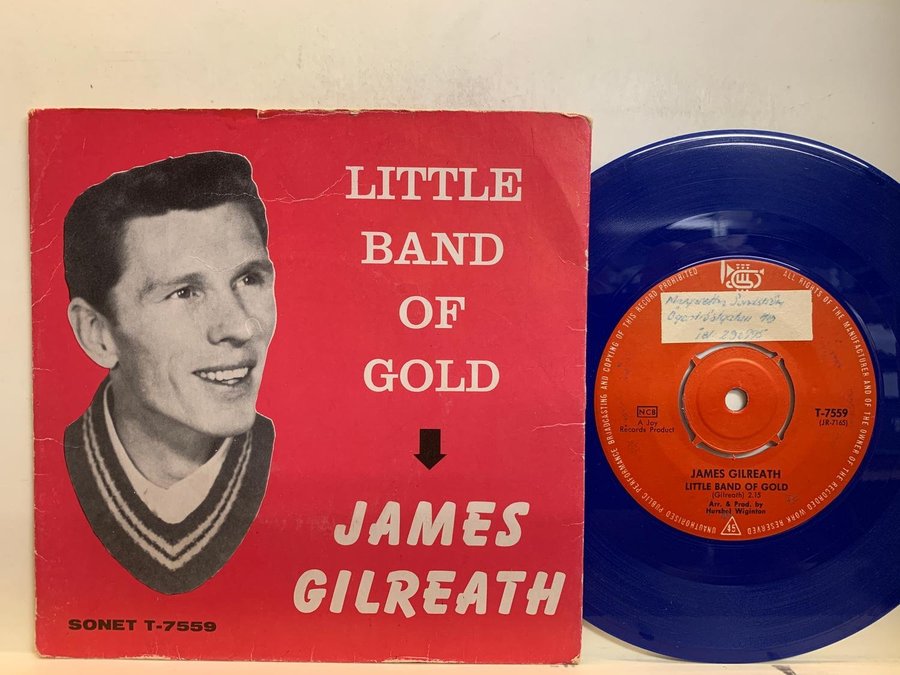 LITTLE
BAND
OF
GOLD
JAMES
GILREATH
SONET T-7559
UNAUTHORISED PUBLIC PERFORMANCE BROADCASTING AND COPYING OF THIS RECORD PROHIBITED
ALL RIGHTS OF THE MANUFACTURER AND OF THE OWNER OF THE RECORDED WORK RESERVED
NCB
A Joy
Records Product
T-7559
(JR-7165)
JAMES GILREATH
LITTLE BAND OF GOLD
(Gilreath) 2.15
Arr. & Prod. by
Hershel Wiginton
45